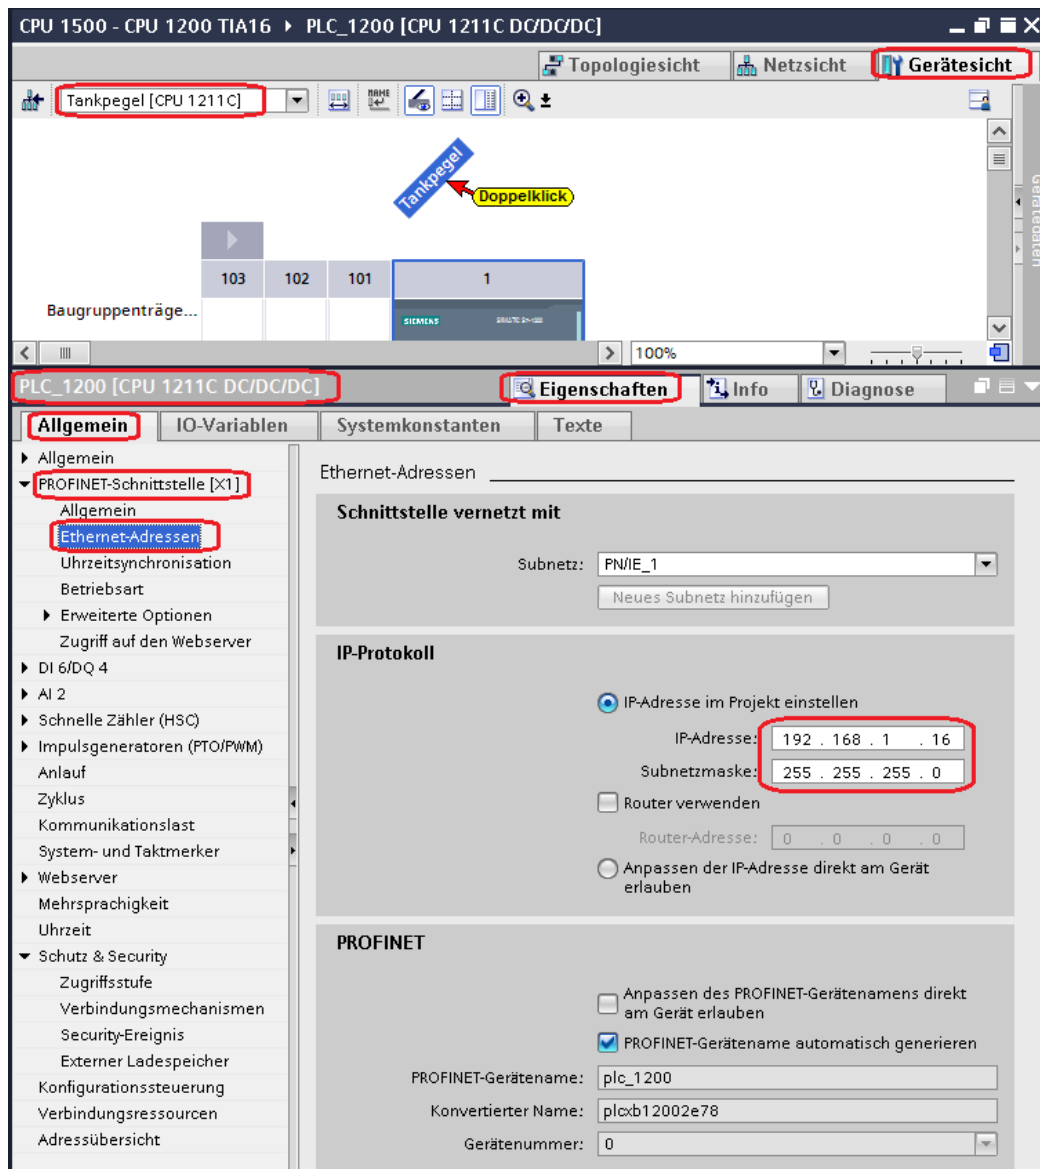 CPU 1500 - CPU 1200 TIA16 ▸ PLC_1200 [CPU 1211C DC/DC/DC]
Topologiesicht Netzsicht Gerätesicht
Tankpegel [CPU 1211C]
Tankpegel
Doppelklick
Gerätedaten
103 102 101 1
Baugruppenträge...
SIEMENS SIMATIC S7-1200
100%
PLC_1200 [CPU 1211C DC/DC/DC] Eigenschaften Info Diagnose
Allgemein IO-Variablen Systemkonstanten Texte
Allgemein
PROFINET-Schnittstelle [X1]
Allgemein
Ethernet-Adressen
Uhrzeitsynchronisation
Betriebsart
Erweiterte Optionen
Zugriff auf den Webserver
DI 6/DQ 4
AI 2
Schnelle Zähler (HSC)
Impulsgeneratoren (PTO/PWM)
Anlauf
Zyklus
Kommunikationslast
System- und Taktmerker
Webserver
Mehrsprachigkeit
Uhrzeit
Schutz & Security
Zugriffsstufe
Verbindungsmechanismen
Security-Ereignis
Externer Ladespeicher
Konfigurationssteuerung
Verbindungsressourcen
Adressübersicht
Ethernet-Adressen
Schnittstelle vernetzt mit
Subnetz: PN/IE_1
Neues Subnetz hinzufügen
IP-Protokoll
IP-Adresse im Projekt einstellen
IP-Adresse: 192 . 168 . 1 . 16
Subnetzmaske: 255 . 255 . 255 . 0
Router verwenden
Router-Adresse: 0 . 0 . 0 . 0
Anpassen der IP-Adresse direkt am Gerät
erlauben
PROFINET
Anpassen des PROFINET-Gerätenamens direkt
am Gerät erlauben
PROFINET-Gerätename automatisch generieren
PROFINET-Gerätename: plc_1200
Konvertierter Name: plcxb12002e78
Gerätenummer: 0